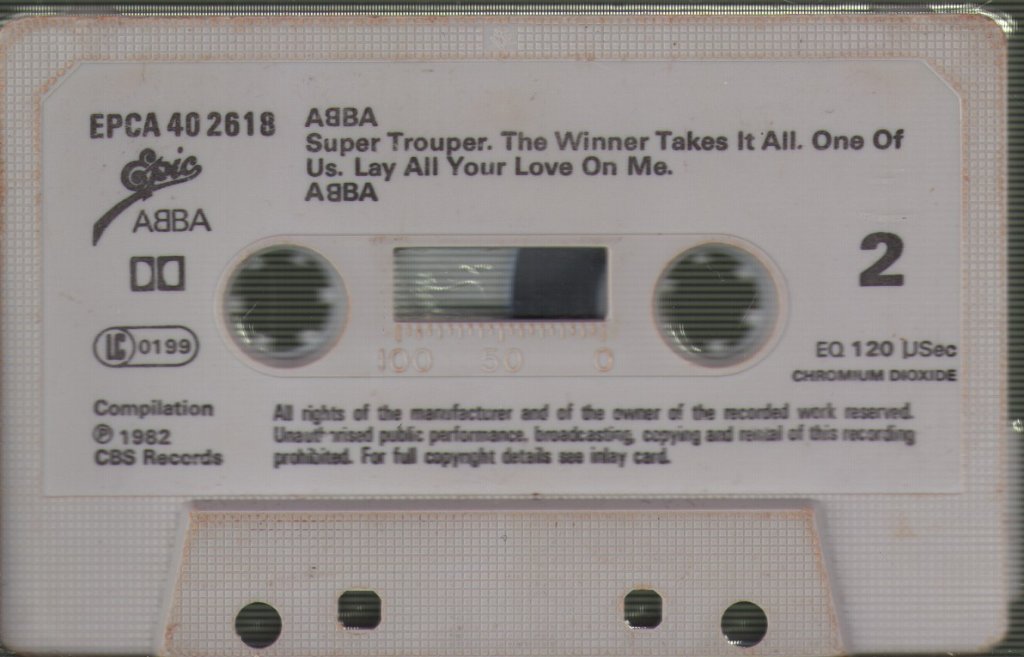 EPCA 40 2618
Epic
ABBA
LC 0199
Compilation
℗ 1982
CBS Records
ABBA
Super Trouper. The Winner Takes It All. One Of
Us. Lay All Your Love On Me.
ABBA
2
100 50 0
EQ 120 µSec
CHROMIUM DIOXIDE
All rights of the manufacturer and of the owner of the recorded work reserved.
Unauthorised public performance, broadcasting, copying and rental of this recording
prohibited. For full copyright details see inlay card.